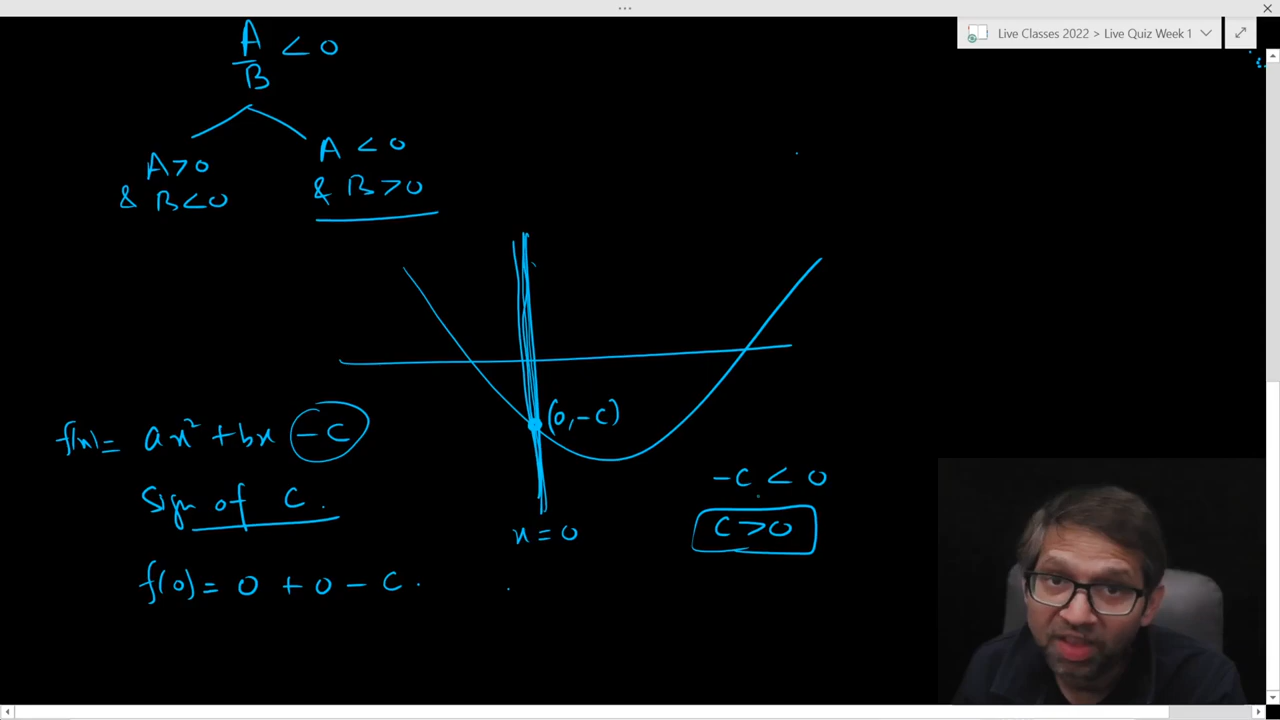 Live Classes 2022 > Live Quiz Week 1
A/B < 0
A > 0
& B < 0
A < 0
& B > 0
(0, -C)
f(x) = ax² + bx - C
-C < 0
Sign of C.
C > 0
x = 0
f(0) = 0 + 0 - C.